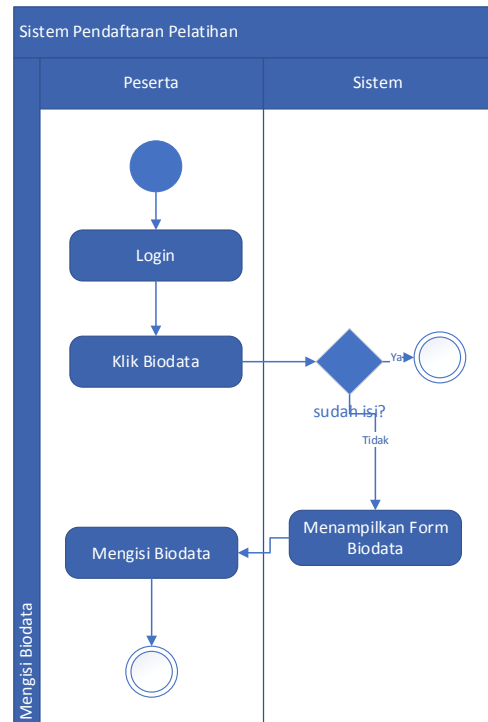 Sistem Pendaftaran Pelatihan
Peserta
Sistem
Login
Klik Biodata
Ya
sudah isi?
Tidak
Menampilkan Form
Biodata
Mengisi Biodata
Mengisi Biodata